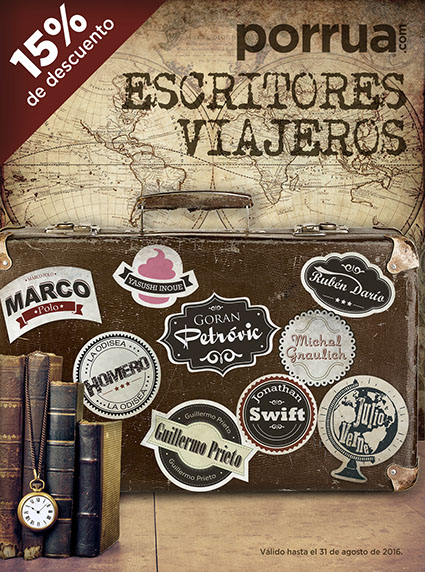 15%
de descuento
porrua.com
ESCRITORES
VIAJEROS
MARCO POLO
MARCO
Polo
YASUSHI INOUE
GORAN
Petróvic
Rubén Darío
Michel
Graulich
LA ODISEA
HOMERO
LA ODISEA
Jonathan
Swift
Guillermo Prieto
Guillermo Prieto
Guillermo Prieto
Julio
Verne
Válido hasta el 31 de agosto de 2016.